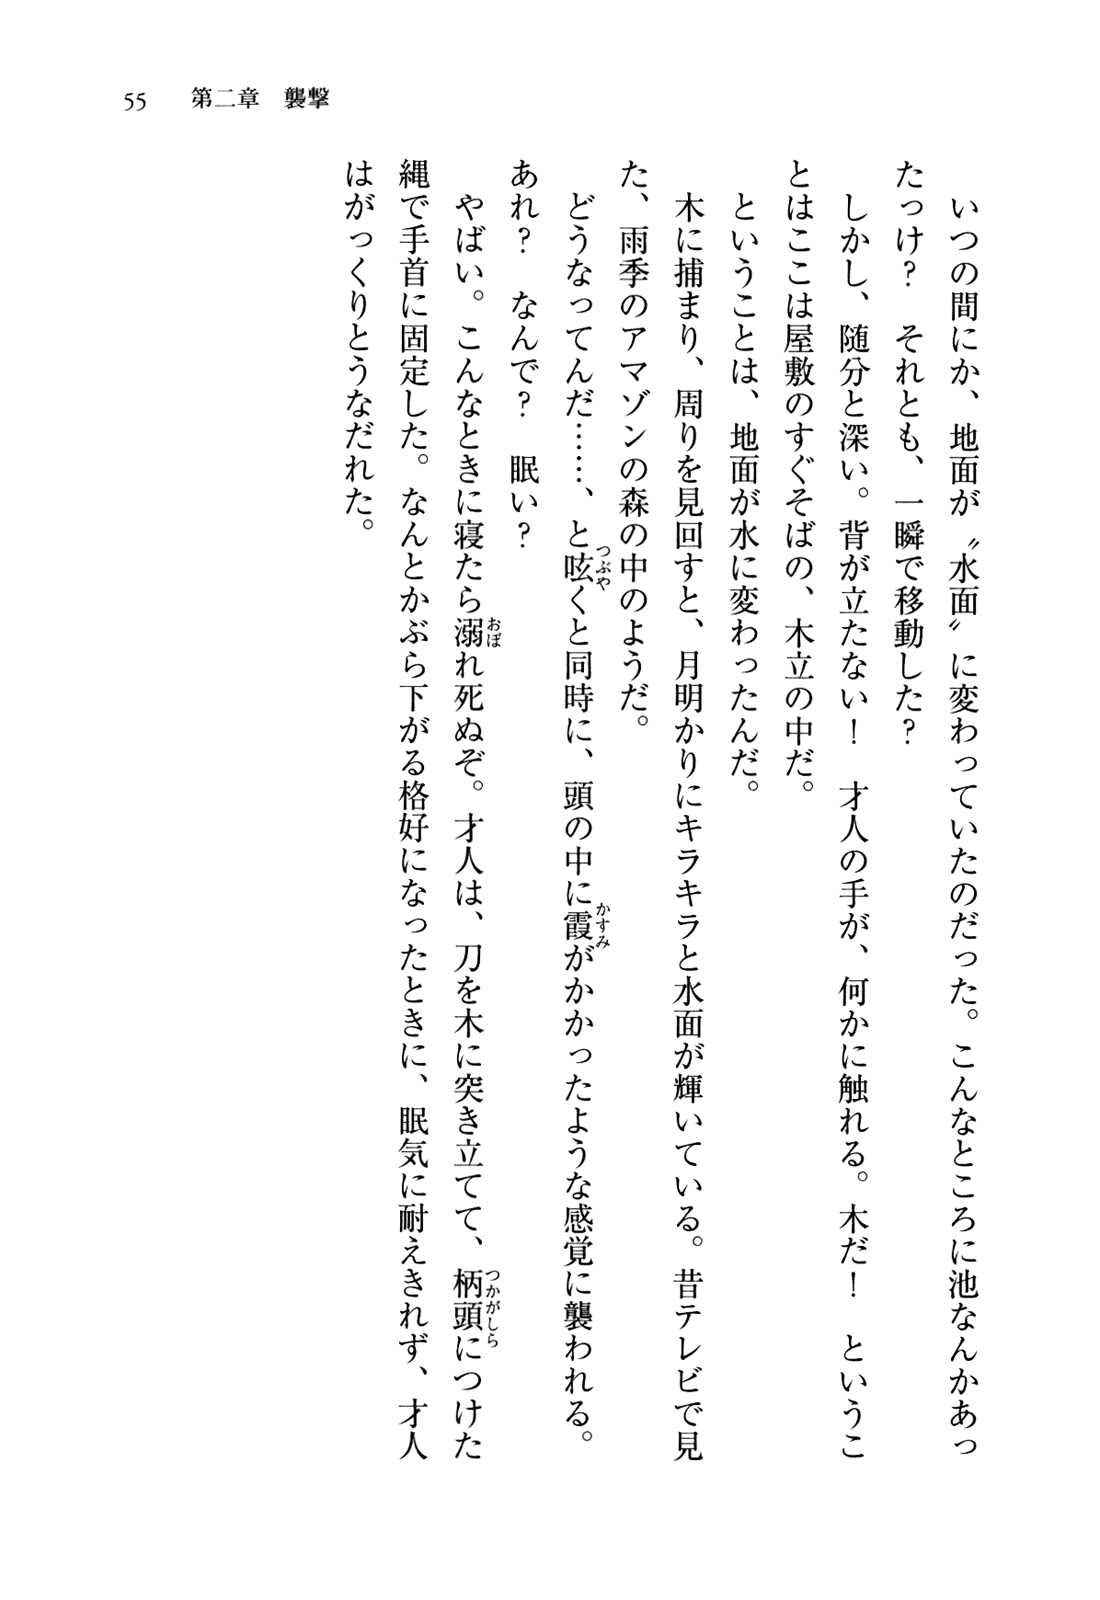 55　第二章　襲撃
　いつの間にか、地面が〝水面〟に変わっていたのだった。こんなところに池なんかあっ
たっけ？　それとも、一瞬で移動した？
　しかし、随分と深い。背が立たない！　才人の手が、何かに触れる。木だ！　というこ
とはここは屋敷のすぐそばの、木立の中だ。
　ということは、地面が水に変わったんだ。
　木に捕まり、周りを見回すと、月明かりにキラキラと水面が輝いている。昔テレビで見
た、雨季のアマゾンの森の中のようだ。
　どうなってんだ……、と呟くと同時に、頭の中に霞がかかったような感覚に襲われる。
つぶや
かすみ
あれ？　なんで？　眠い？
　やばい。こんなときに寝たら溺れ死ぬぞ。才人は、刀を木に突き立てて、柄頭につけた
おぼ
つかがしら
縄で手首に固定した。なんとかぶら下がる格好になったときに、眠気に耐えきれず、才人
はがっくりとうなだれた。